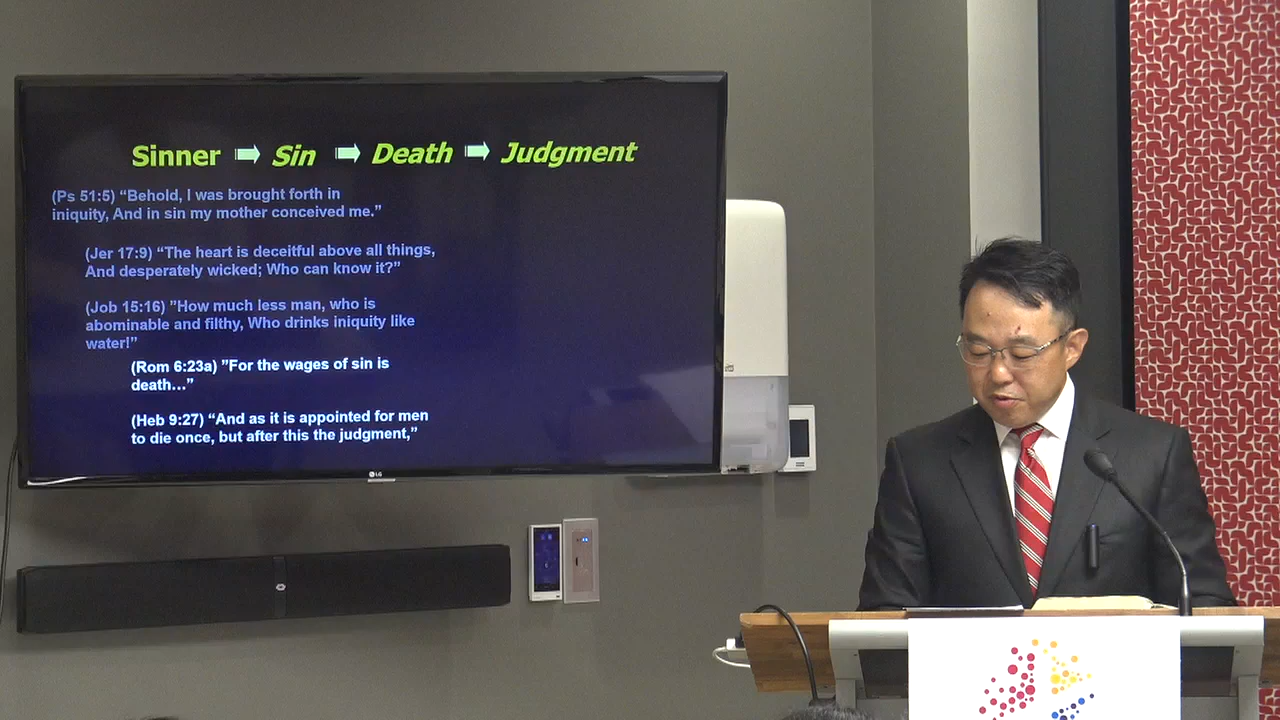 Sinner Sin Death Judgment
(Ps 51:5) “Behold, I was brought forth in
iniquity, And in sin my mother conceived me.”
(Jer 17:9) “The heart is deceitful above all things,
And desperately wicked; Who can know it?”
(Job 15:16) ”How much less man, who is
abominable and filthy, Who drinks iniquity like
water!”
(Rom 6:23a) ”For the wages of sin is
death...”
(Heb 9:27) “And as it is appointed for men
to die once, but after this the judgment,”
LG